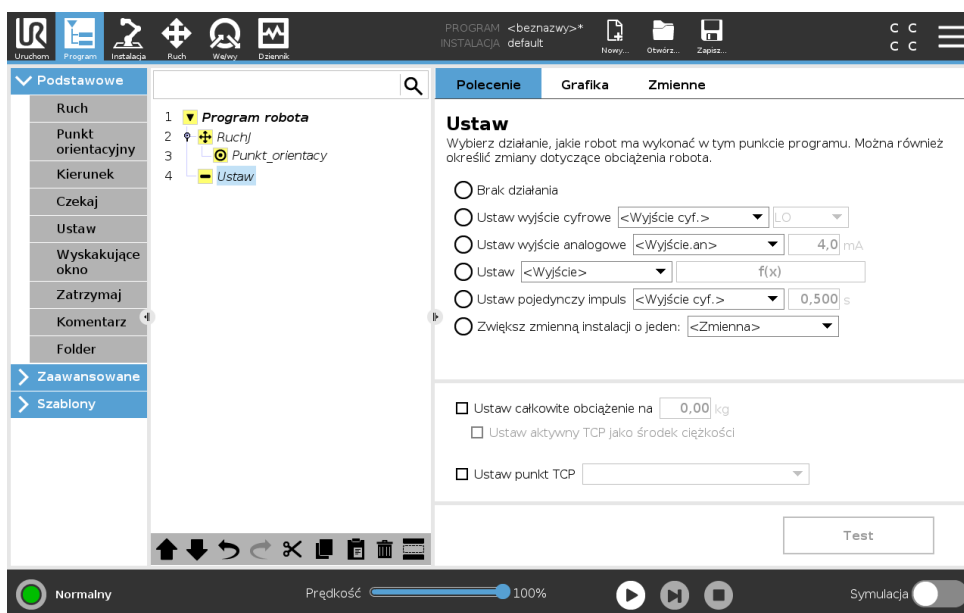 UR
Uruchom
Program
Instalacja
Ruch
We/wy
Dziennik
PROGRAM <beznazwy>*
INSTALACJA default
Nowy...
Otwórz...
Zapisz...
C C
C C
Podstawowe
Ruch
Punkt
orientacyjny
Kierunek
Czekaj
Ustaw
Wyskakujące
okno
Zatrzymaj
Komentarz
Folder
Zaawansowane
Szablony
1 Program robota
2 RuchJ
3 Punkt_orientacy
4 Ustaw
Polecenie
Grafika
Zmienne
Ustaw
Wybierz działanie, jakie robot ma wykonać w tym punkcie programu. Można również
określić zmiany dotyczące obciążenia robota.
Brak działania
Ustaw wyjście cyfrowe <Wyjście cyf.> LO
Ustaw wyjście analogowe <Wyjście.an> 4,0 mA
Ustaw <Wyjście> f(x)
Ustaw pojedynczy impuls <Wyjście cyf.> 0,500 s
Zwiększ zmienną instalacji o jeden: <Zmienna>
Ustaw całkowite obciążenie na 0,00 kg
Ustaw aktywny TCP jako środek ciężkości
Ustaw punkt TCP
Test
Normalny
Prędkość 100%
Symulacja